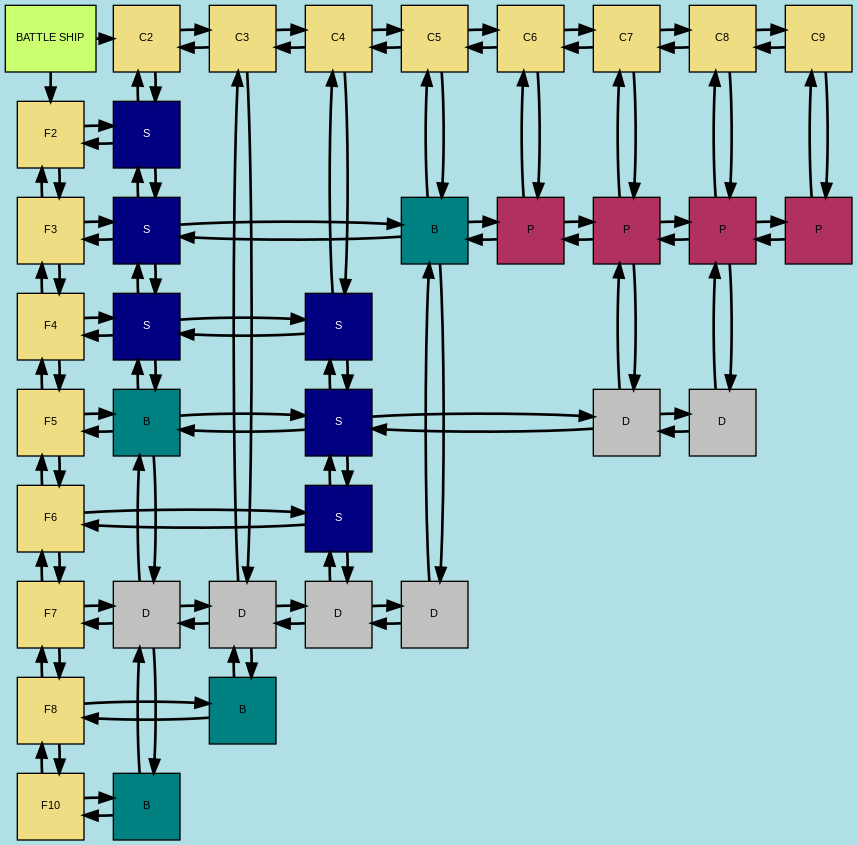 BATTLE SHIP C2 C3 C4 C5 C6 C7 C8 C9
F2 S
F3 S B P P P P
F4 S S
F5 B S D D
F6 S
F7 D D D D
F8 B
F10 B